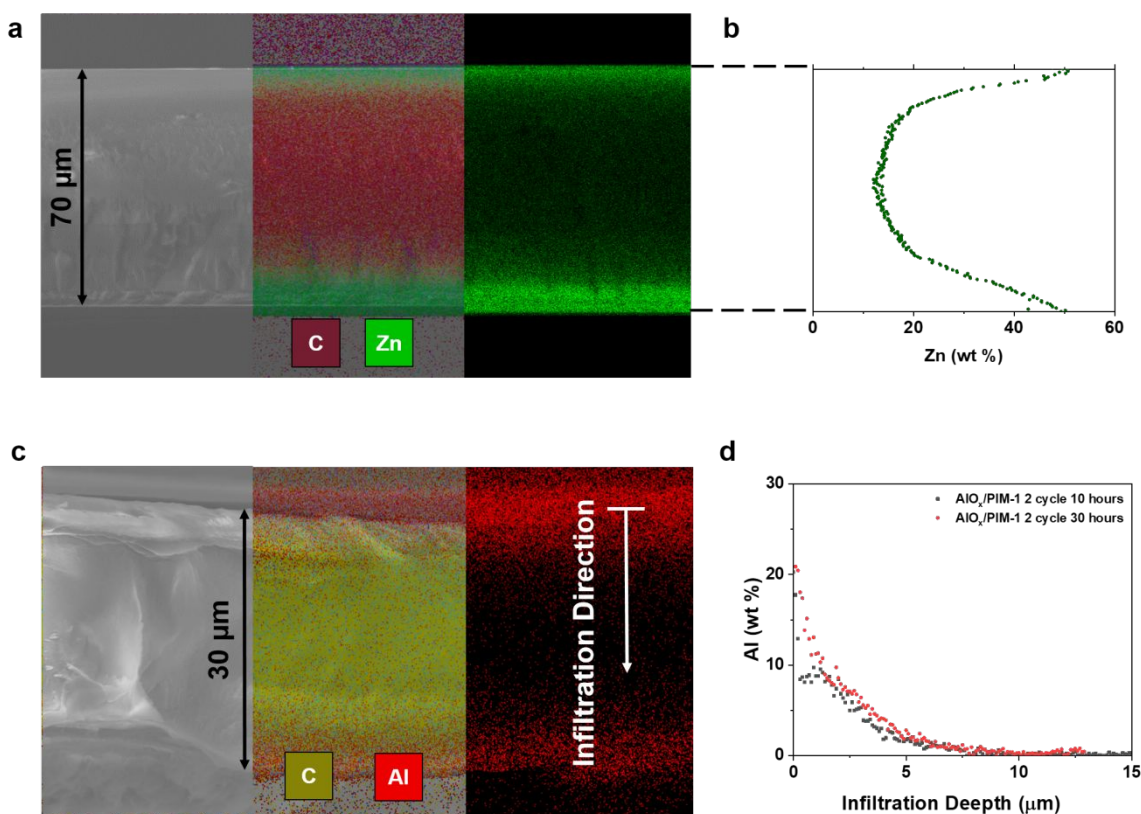 a
b
70 µm
C
Zn
0
20
40
60
Zn (wt %)
c
d
30 µm
C
Al
Infiltration Direction
30
20
10
0
Al (wt %)
AlOₓ/PIM-1 2 cycle 10 hours
AlOₓ/PIM-1 2 cycle 30 hours
0
5
10
15
Infiltration Deepth (µm)